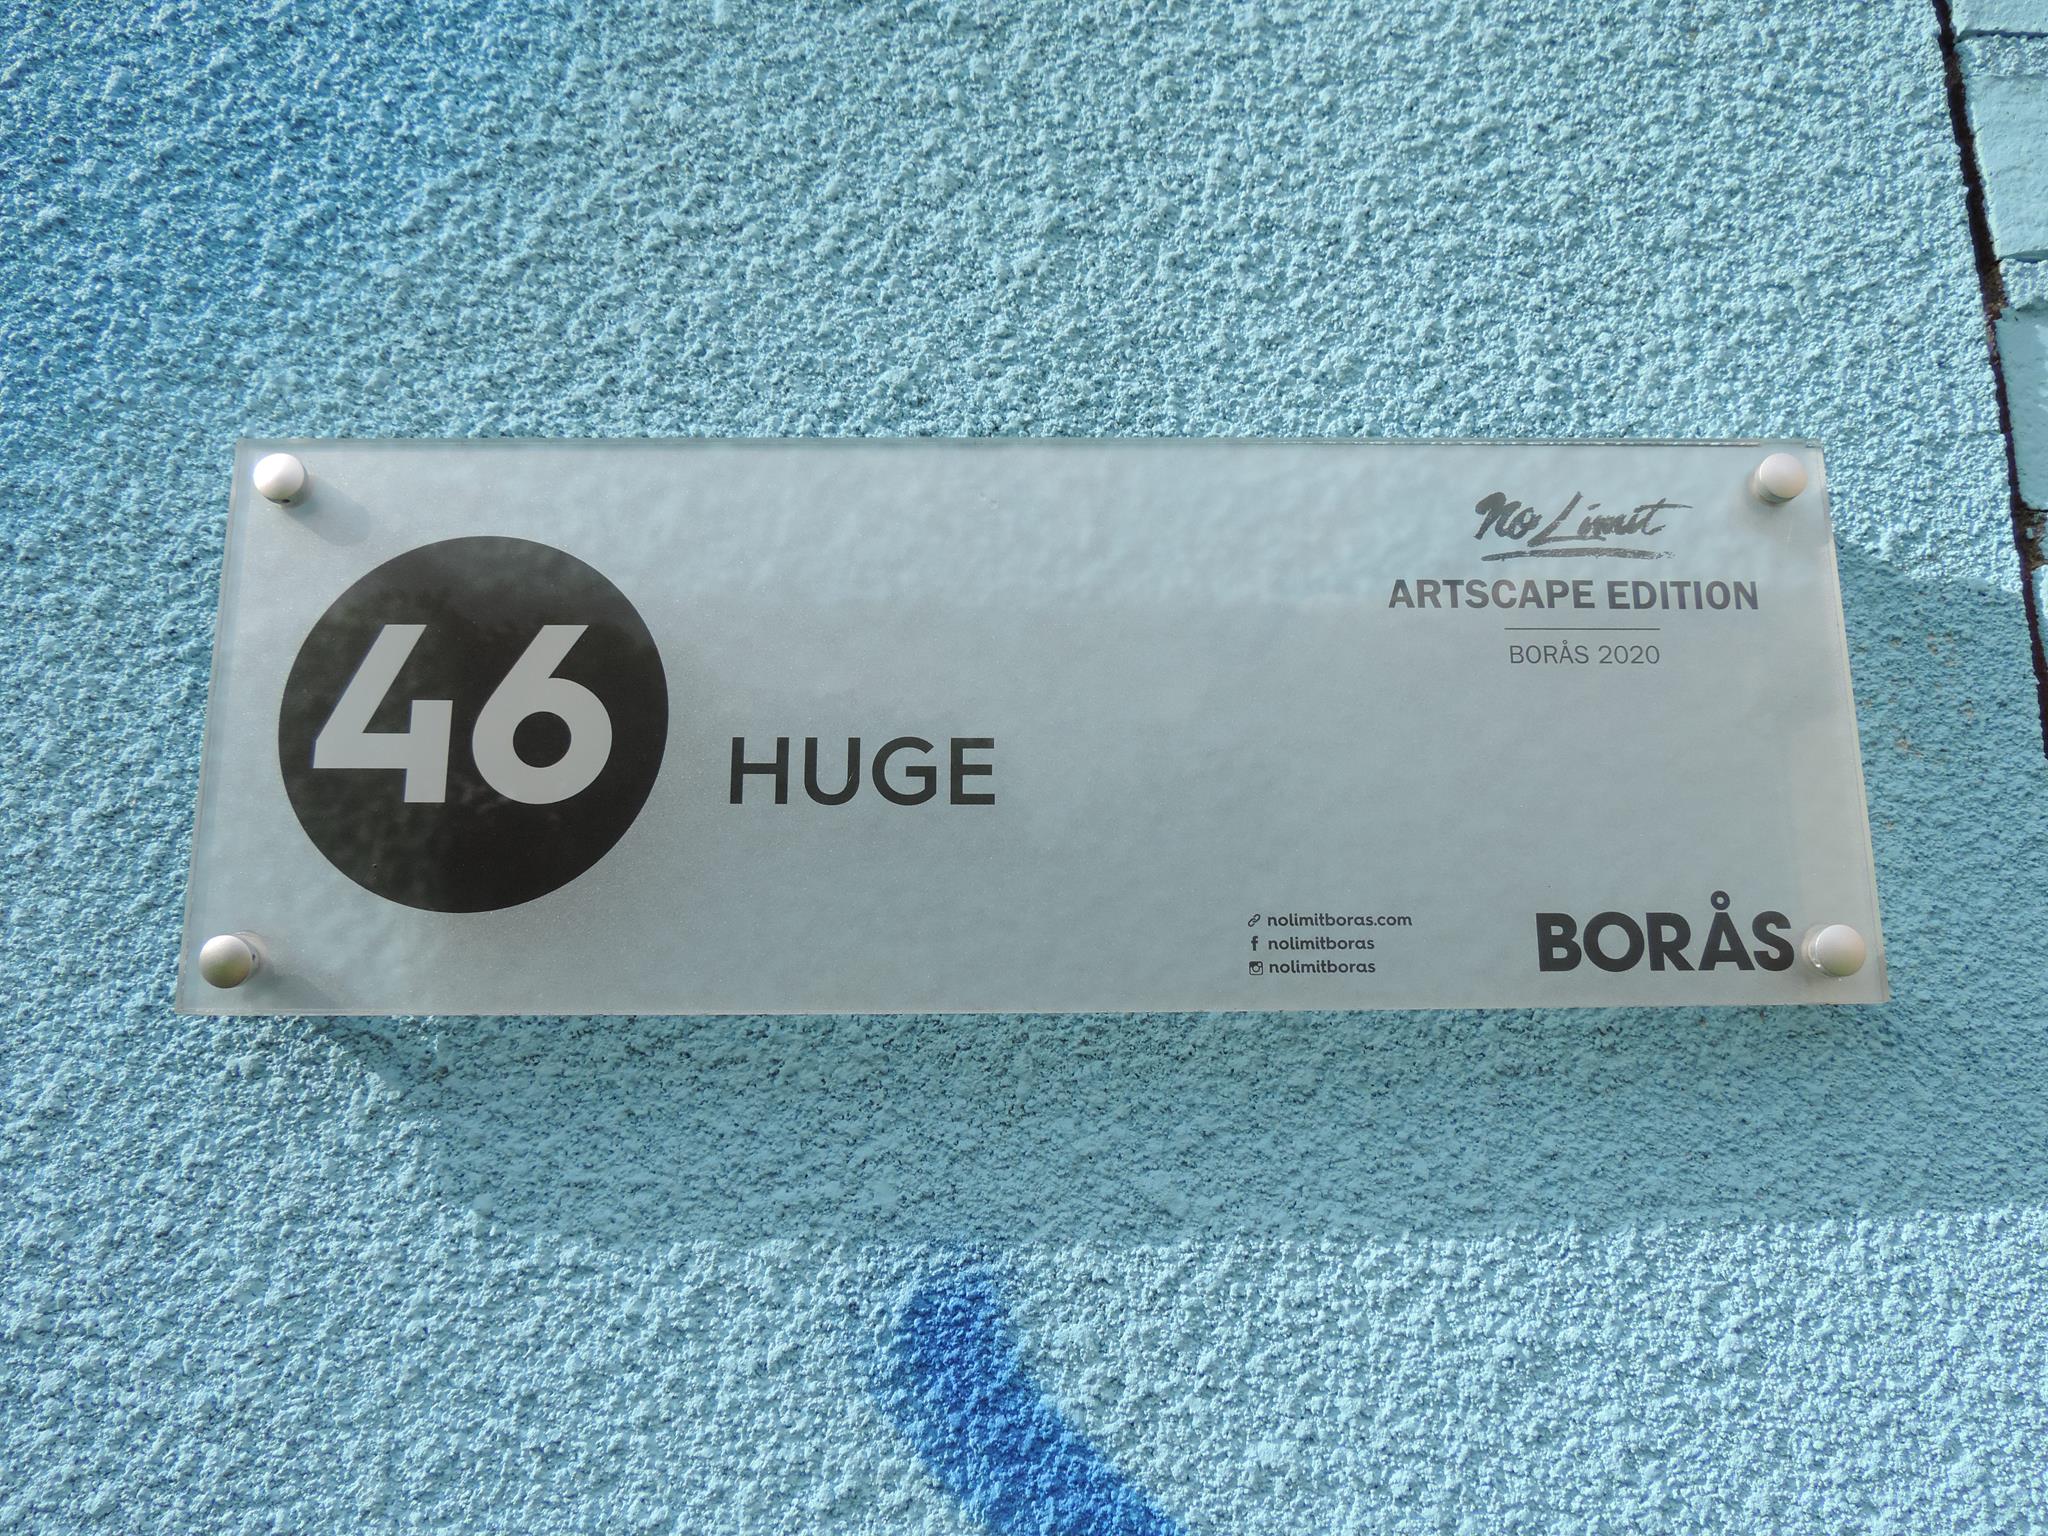 46
HUGE
No Limit
ARTSCAPE EDITION
BORÅS 2020
nolimitboras.com
nolimitboras
nolimitboras
BORÅS